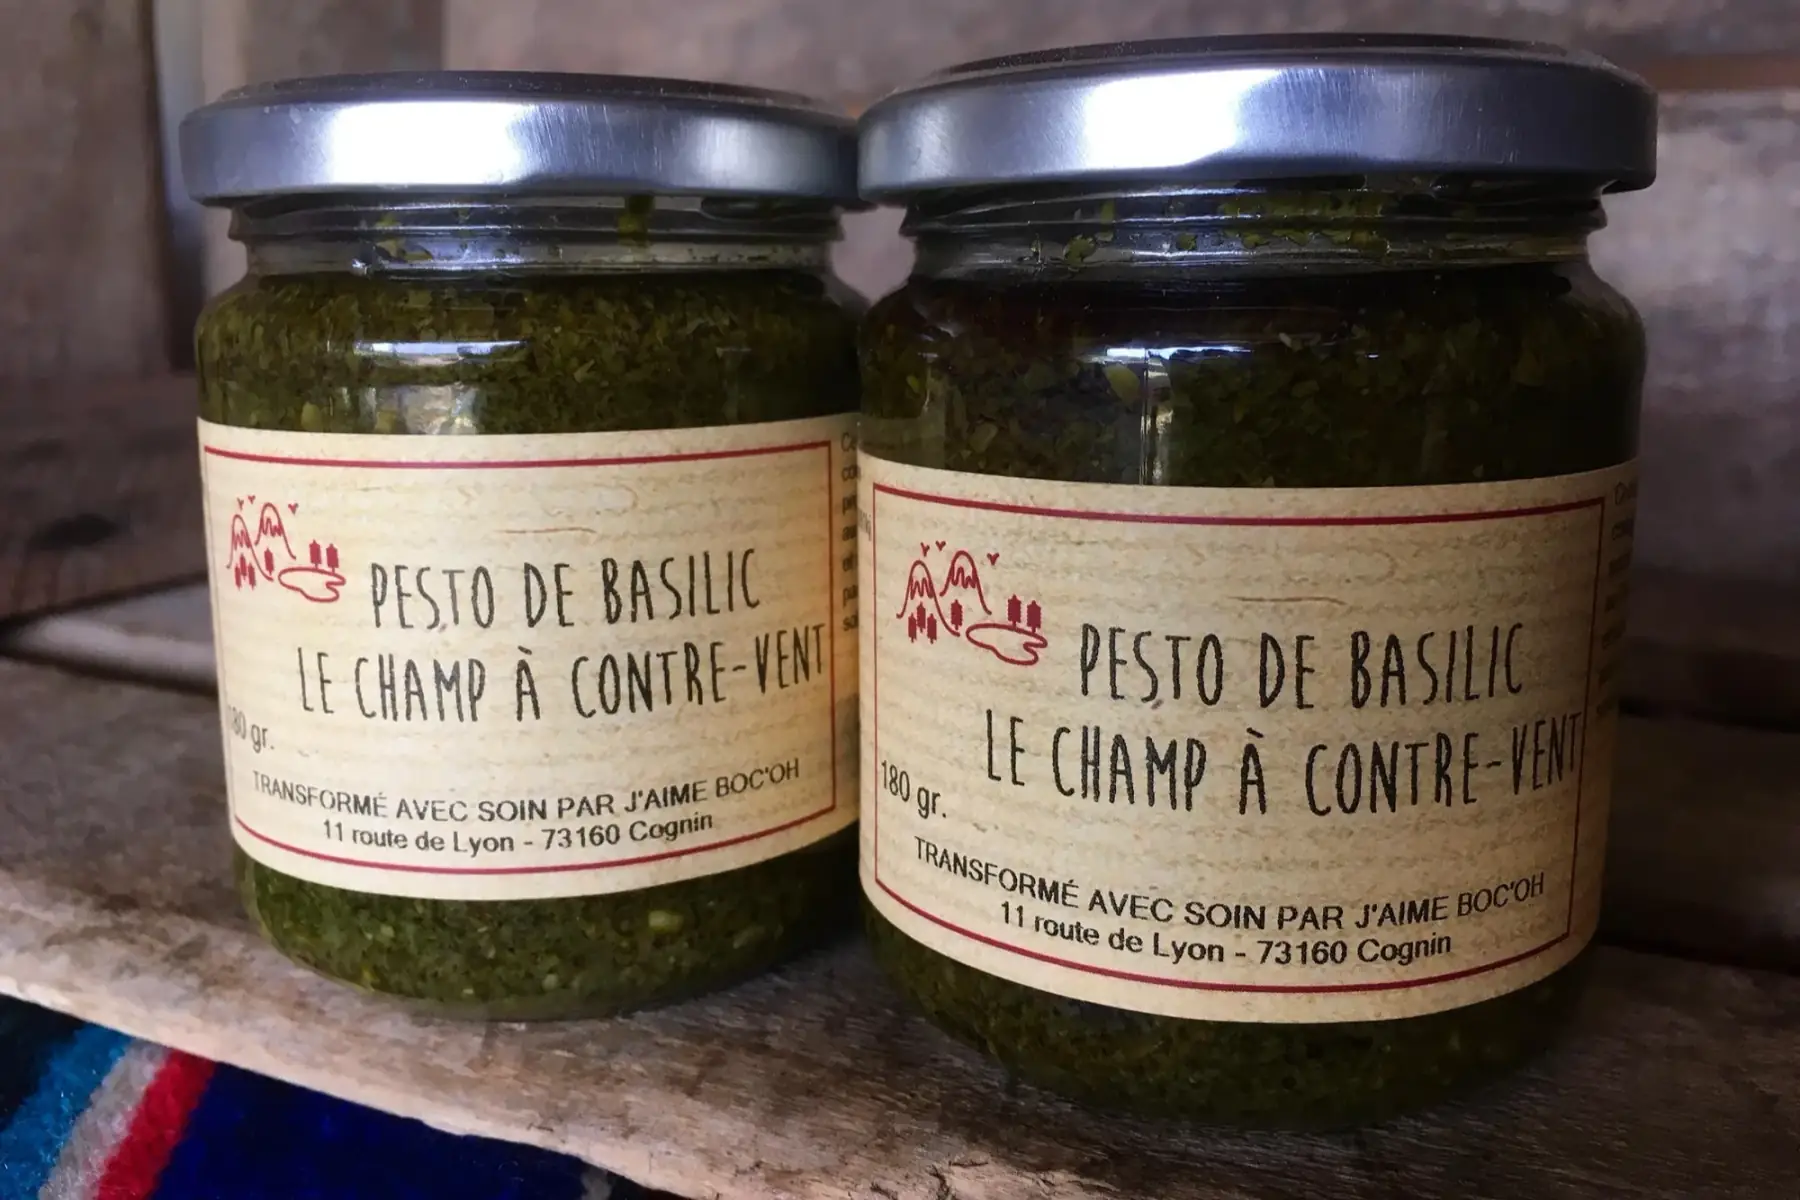 PESTO DE BASILIC
LE CHAMP À CONTRE-VENT
gr.
TRANSFORMÉ AVEC SOIN PAR J'AIME BOC'OH
11 route de Lyon - 73160 Cognin
PESTO DE BASILIC
LE CHAMP À CONTRE-VENT
180 gr.
TRANSFORMÉ AVEC SOIN PAR J'AIME BOC'OH
11 route de Lyon - 73160 Cognin